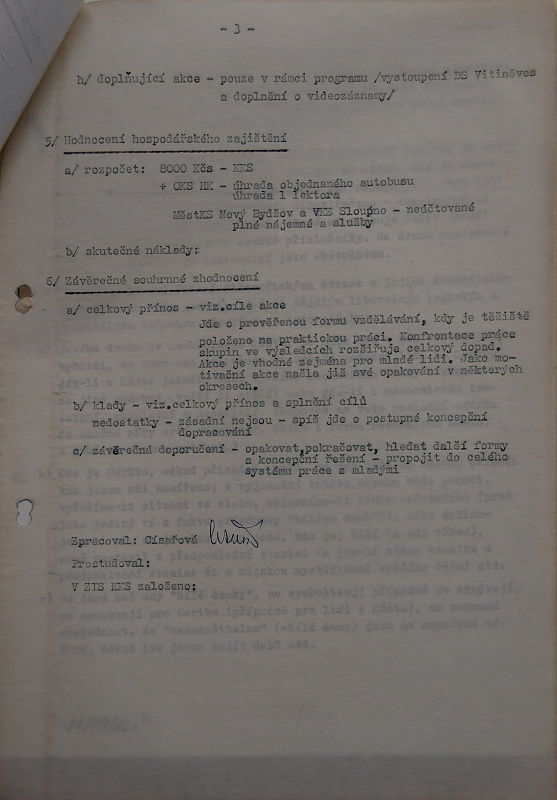 - 3 -
h/ doplňující akce - pouze v rámci programu /vystoupení DS Vitiněves
a doplnění o videozáznamy/
5/ Hodnocení hospodářského zajištění
a/ rozpočet: 8000 Kčs - KKS
+ OKS HK - úhrada objednaného autobusu
úhrada 1 lektora
MěstKS Nový Bydžov a VKZ Sloupno - neúčtované
plné nájemné a služby
b/ skutečné náklady:
6/ Závěrečné souhrnné zhodnocení
a/ celkový přínos - viz.cíle akce
Jde o prověřenou formu vzdělávání, kdy je těžiště
položeno na praktickou práci. Konfrontace práce
skupin ve výsledcích rozšiřuje celkový dopad.
Akce je vhodné zejména pro mladé lidi. Jako mo-
tivační akce našla již své opakování v některých
okresech.
b/ klady - viz.celkový přínos a splnění cílů
nedostatky - zásadní nejsou - spíš jde o postupné koncepční
dopracování
c/ závěrečná doporučení - opakovat,pokračovat, hledat další formy
a koncepční řešení - propojit do celého
systému práce s mladými
Zpracoval: Císařová
Prostudoval:
V ZIS KKS založeno: